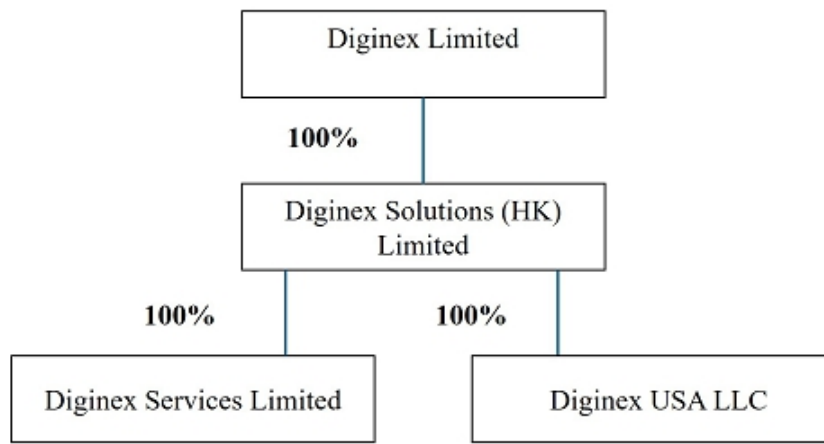 Diginex Limited
100%
Diginex Solutions (HK)
Limited
100%
100%
Diginex Services Limited
Diginex USA LLC